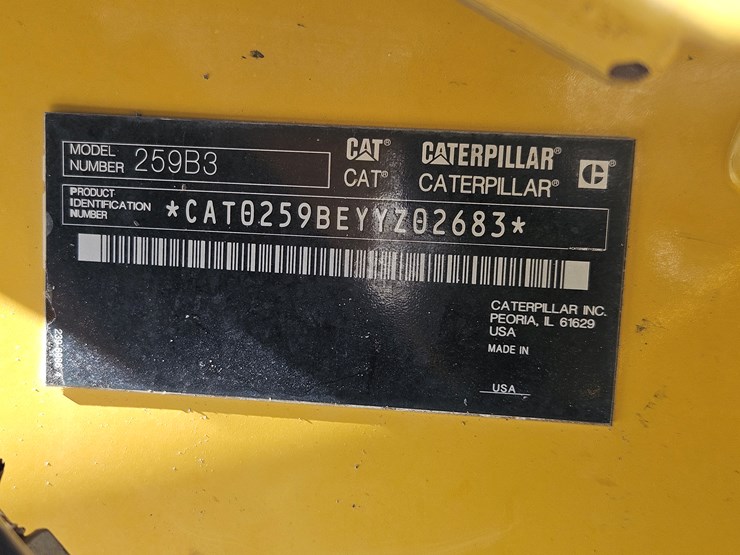 MODEL
NUMBER 259B3
CAT® CATERPILLAR®
CAT® CATERPILLAR®
PRODUCT
IDENTIFICATION
NUMBER *CAT0259BEYYZ02683*
CATERPILLAR INC.
PEORIA, IL 61629
USA
MADE IN
USA